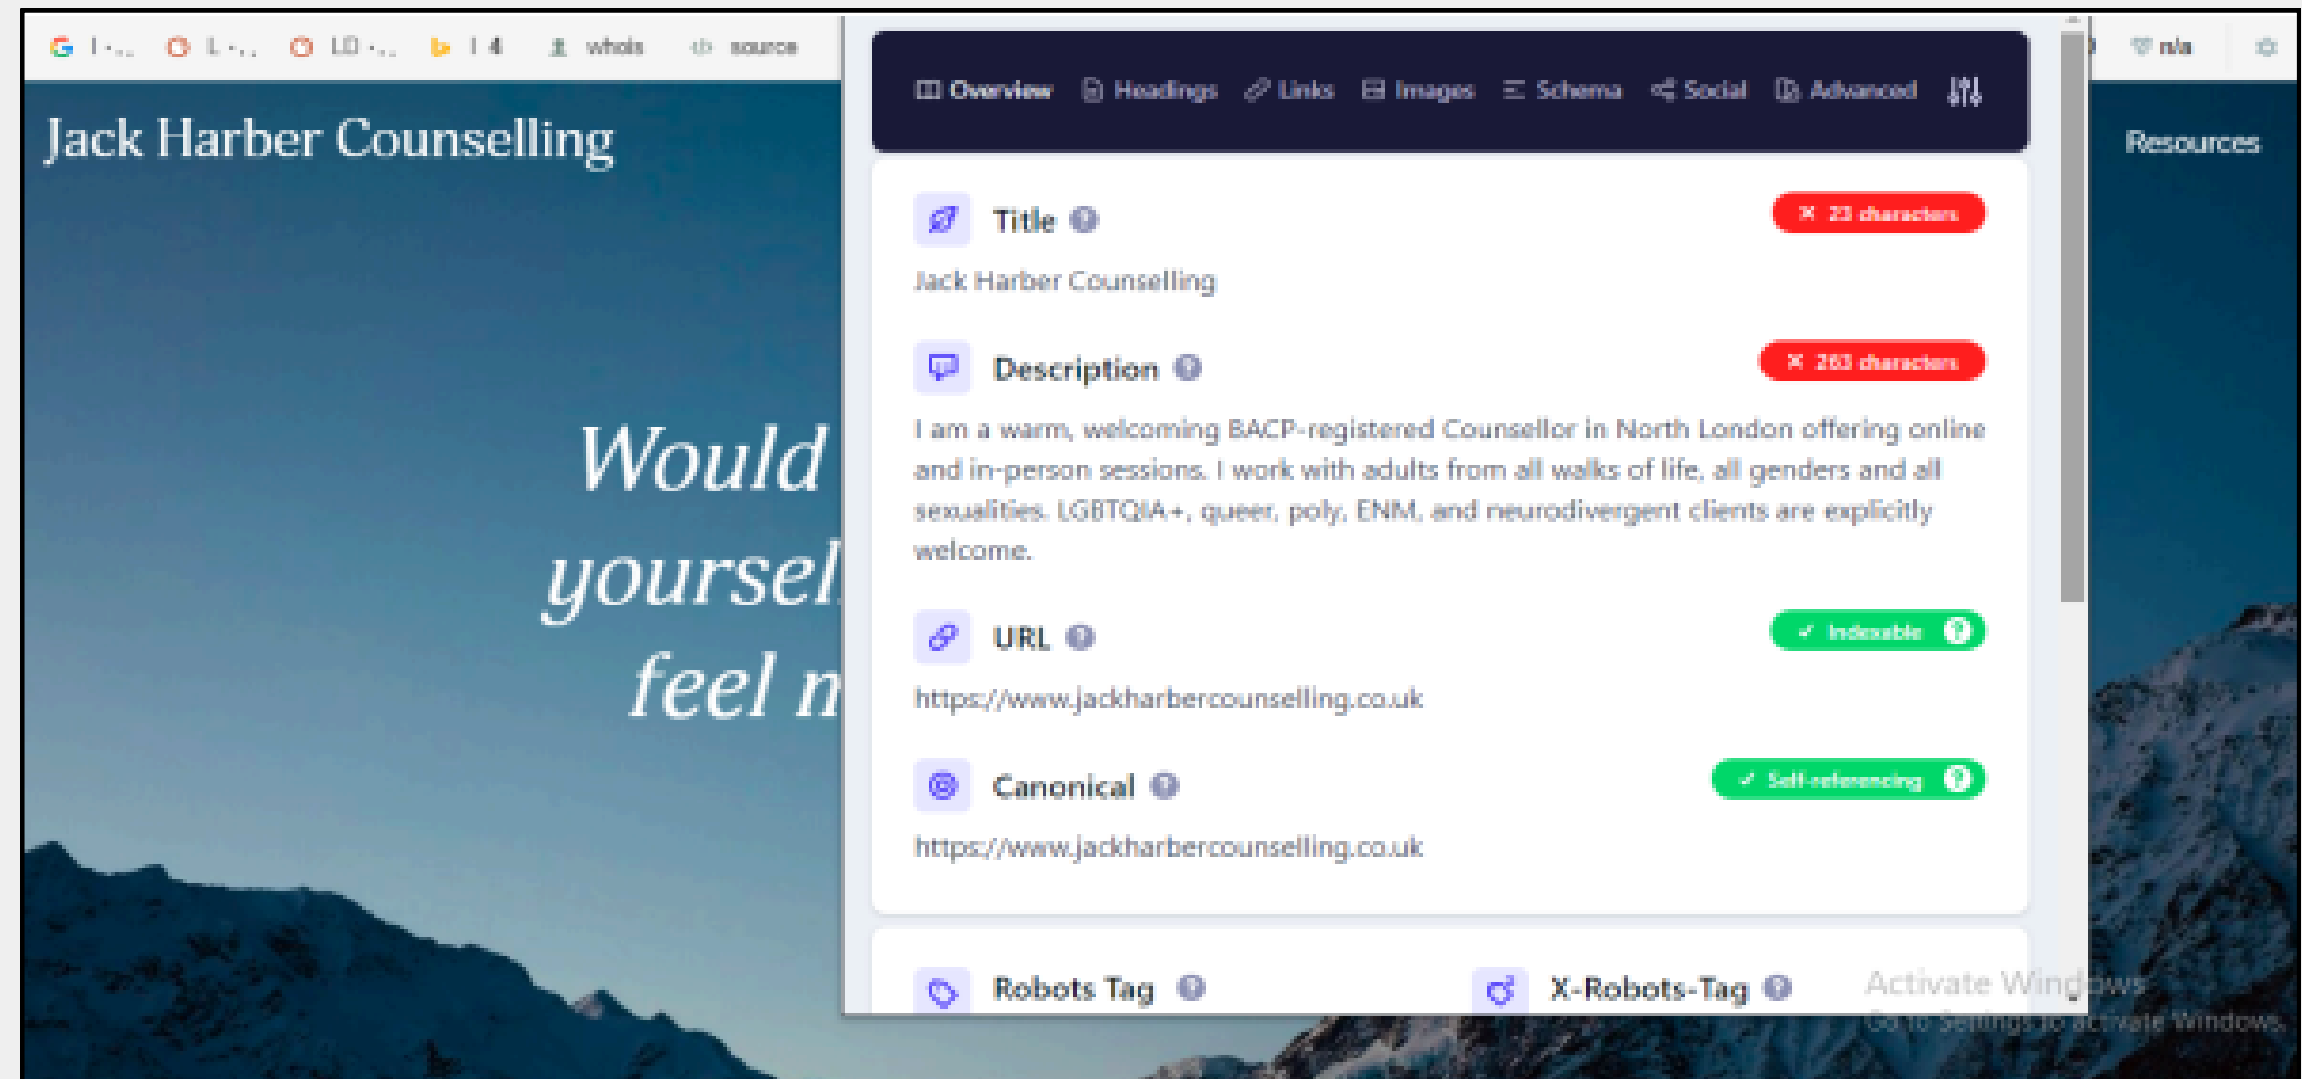 I
L
LD
I 4
whois
source
n/a
Overview
Headings
Links
Images
Schema
Social
Advanced
Jack Harber Counselling
Resources
Title
23 characters
Jack Harber Counselling
Description
263 characters
I am a warm, welcoming BACP-registered Counsellor in North London offering online
and in-person sessions. I work with adults from all walks of life, all genders and all
sexualities. LGBTQIA+, queer, poly, ENM, and neurodivergent clients are explicitly
welcome.
Would
yoursel
feel
URL
Indexable
https://www.jackharbercounselling.co.uk
Canonical
Self-referencing
https://www.jackharbercounselling.co.uk
Robots Tag
X-Robots-Tag
Activate Windows
Go to Settings to activate Windows.